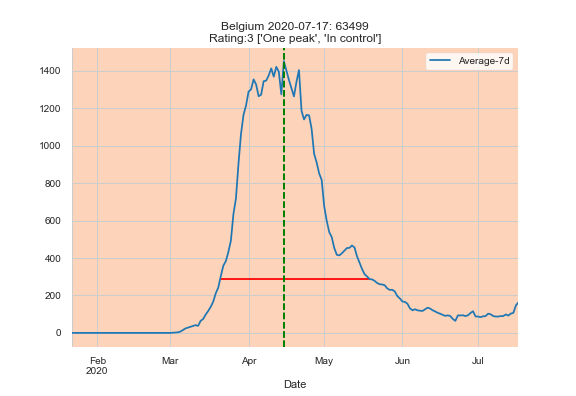 Belgium 2020-07-17: 63499
Rating:3 ['One peak', 'In control']
Average-7d
1400
1200
1000
800
600
400
200
0
Feb Mar Apr May Jun Jul
2020
Date